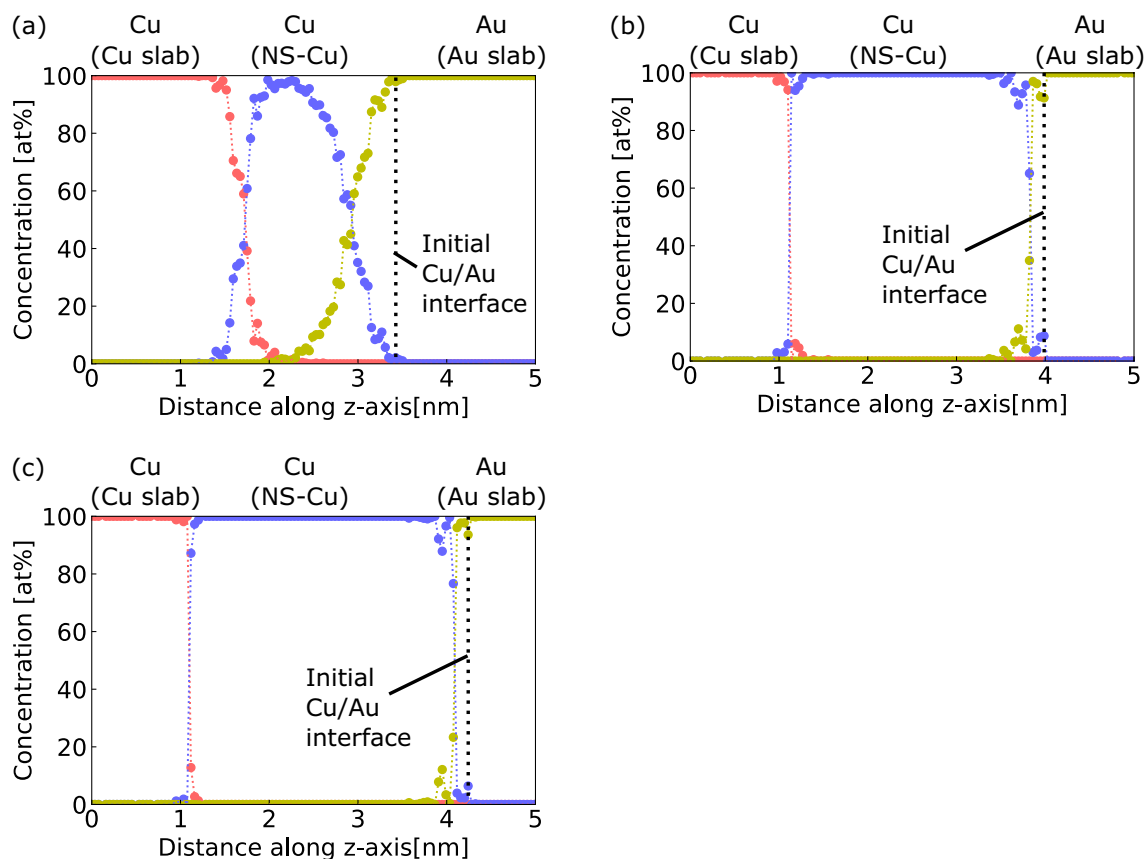 (a)
Cu
(Cu slab)
Cu
(NS-Cu)
Au
(Au slab)
Concentration [at%]
100
80
60
40
20
0
Initial
Cu/Au
interface
0 1 2 3 4 5
Distance along z-axis[nm]
(b)
Cu
(Cu slab)
Cu
(NS-Cu)
Au
(Au slab)
Concentration [at%]
100
80
60
40
20
0
Initial
Cu/Au
interface
0 1 2 3 4 5
Distance along z-axis[nm]
(c)
Cu
(Cu slab)
Cu
(NS-Cu)
Au
(Au slab)
Concentration [at%]
100
80
60
40
20
0
Initial
Cu/Au
interface
0 1 2 3 4 5
Distance along z-axis[nm]